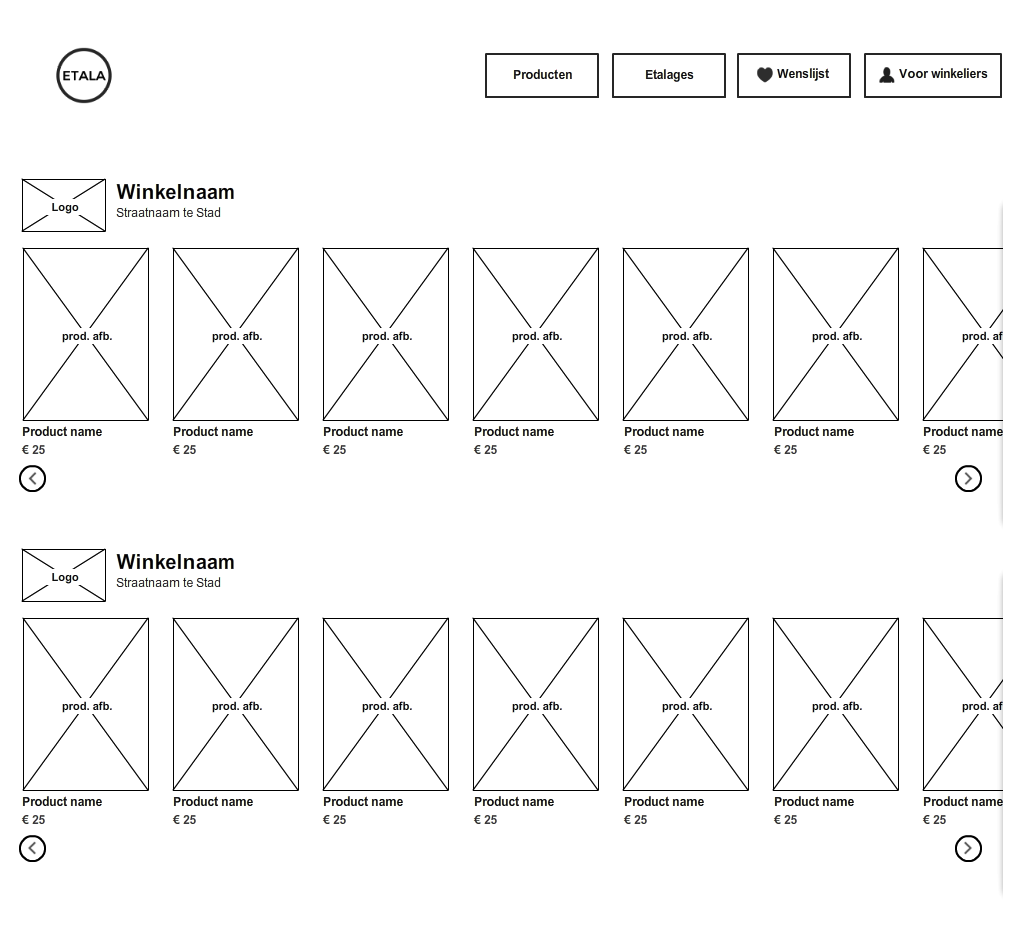 ETALA
Producten
Etalages
Wenslijst
Voor winkeliers
Logo
Winkelnaam
Straatnaam te Stad
prod. afb. prod. afb. prod. afb. prod. afb. prod. afb. prod. afb. prod. af
Product name Product name Product name Product name Product name Product name Product name
€ 25 € 25 € 25 € 25 € 25 € 25 € 25
Logo
Winkelnaam
Straatnaam te Stad
prod. afb. prod. afb. prod. afb. prod. afb. prod. afb. prod. afb. prod. af
Product name Product name Product name Product name Product name Product name Product name
€ 25 € 25 € 25 € 25 € 25 € 25 € 25